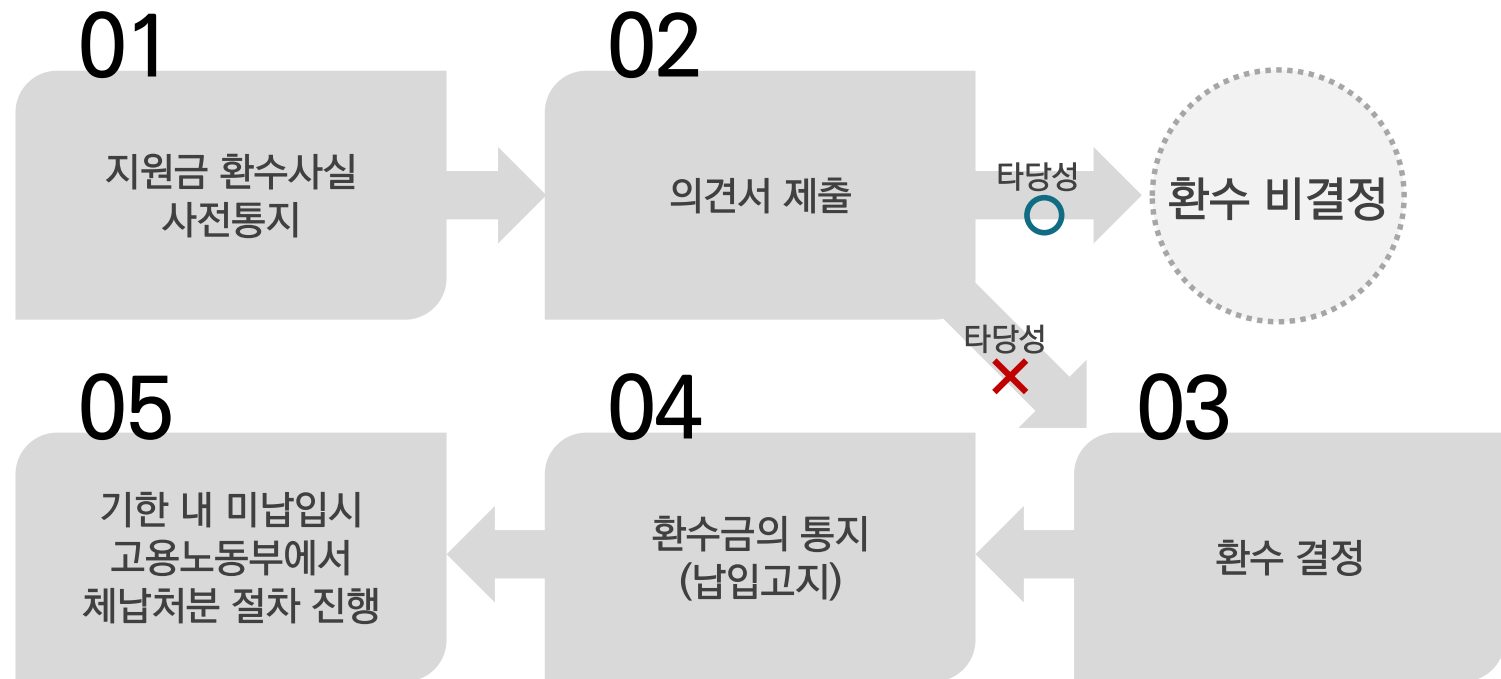 01
지원금 환수사실
사전통지
02
의견서 제출
타당성
환수 비결정
타당성
03
환수 결정
04
환수금의 통지
(납입고지)
05
기한 내 미납입시
고용노동부에서
체납처분 절차 진행